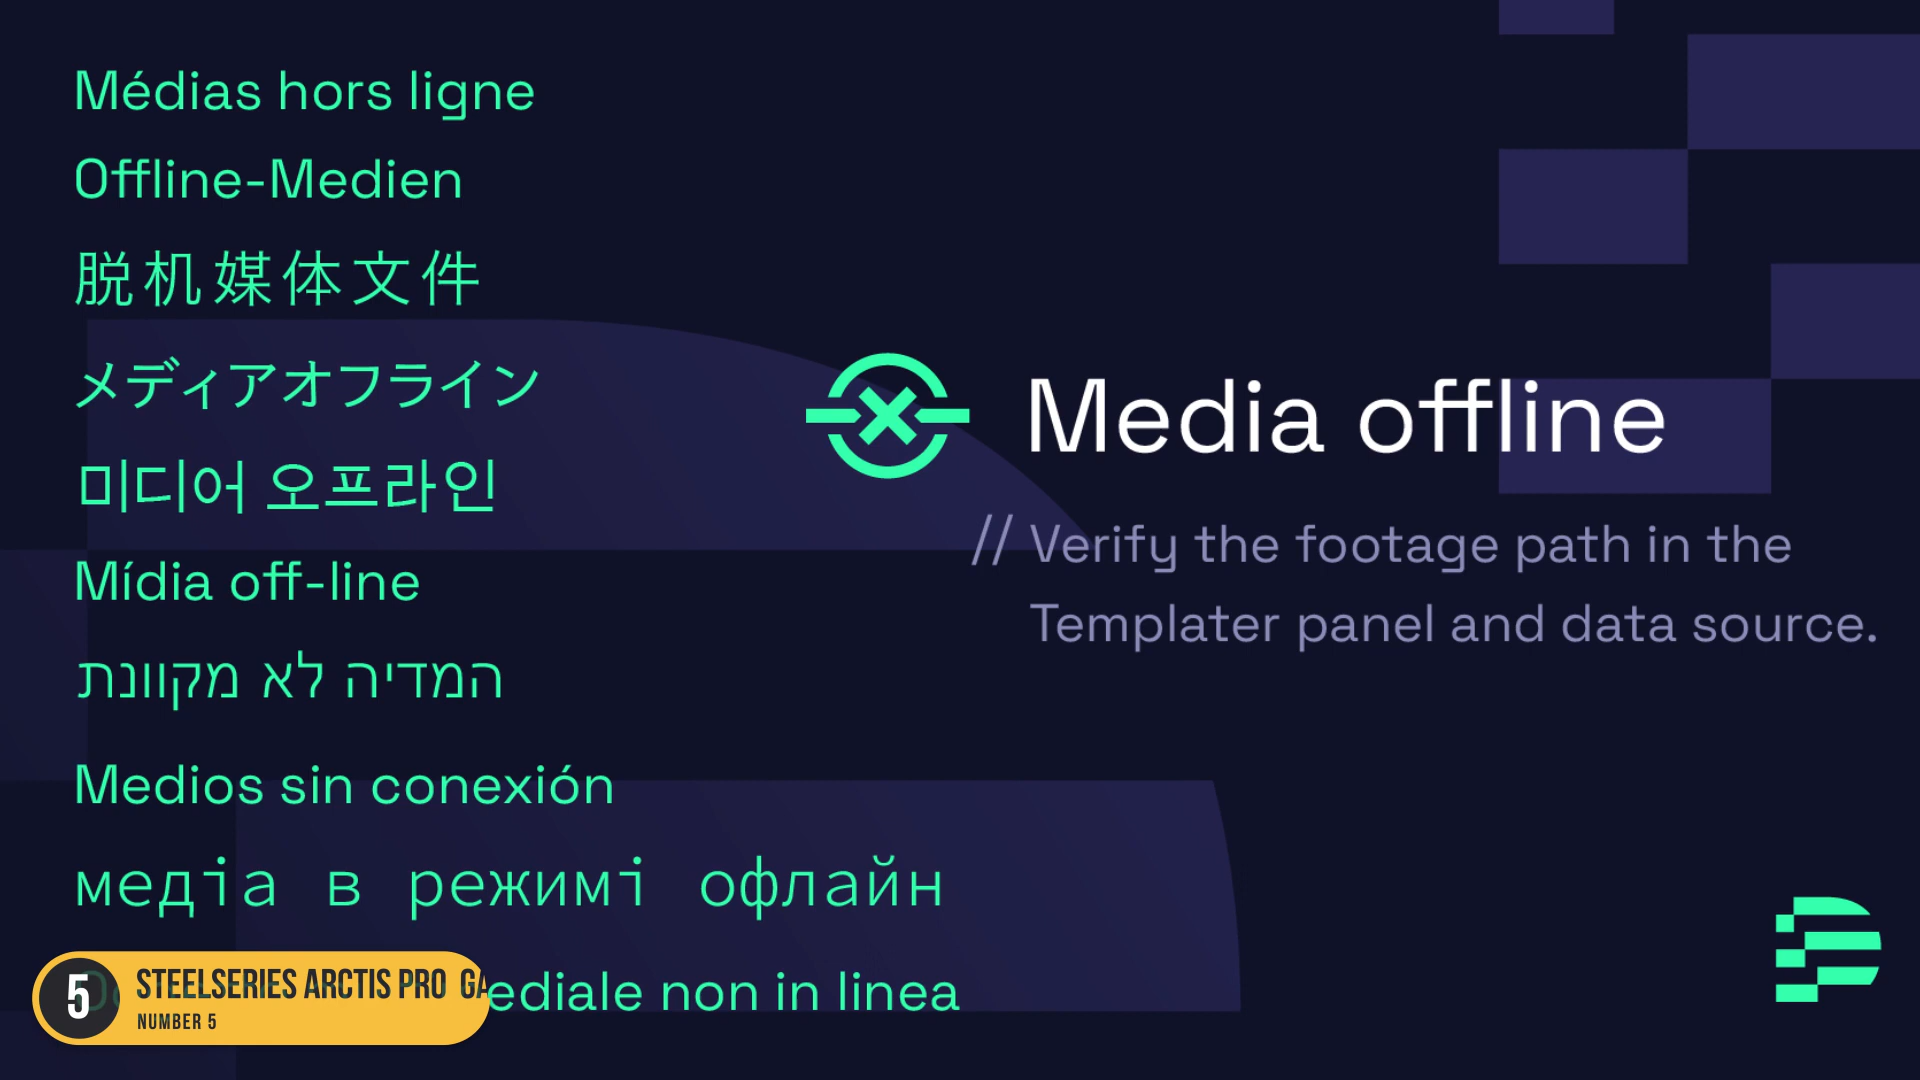 Médias hors ligne
Offline-Medien
脱机媒体文件
メディアオフライン
미디어 오프라인
Mídia off-line
המדיה לא מקוונת
Medios sin conexión
медіа в режимі офлайн
ediale non in linea
Media offline
// Verify the footage path in the
Templater panel and data source.
5
STEELSERIES ARCTIS PRO GA
NUMBER 5